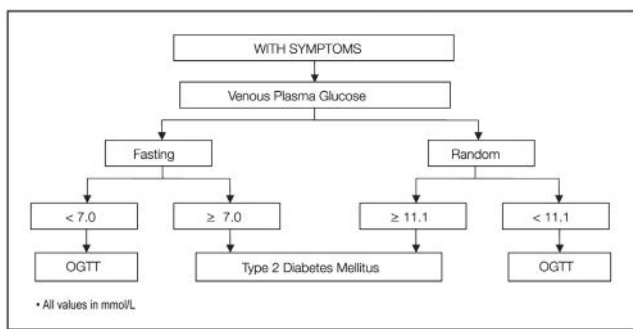 WITH SYMPTOMS
Venous Plasma Glucose
Fasting
Random
< 7.0
≥ 7.0
≥ 11.1
< 11.1
OGTT
Type 2 Diabetes Mellitus
OGTT
• All values in mmol/L